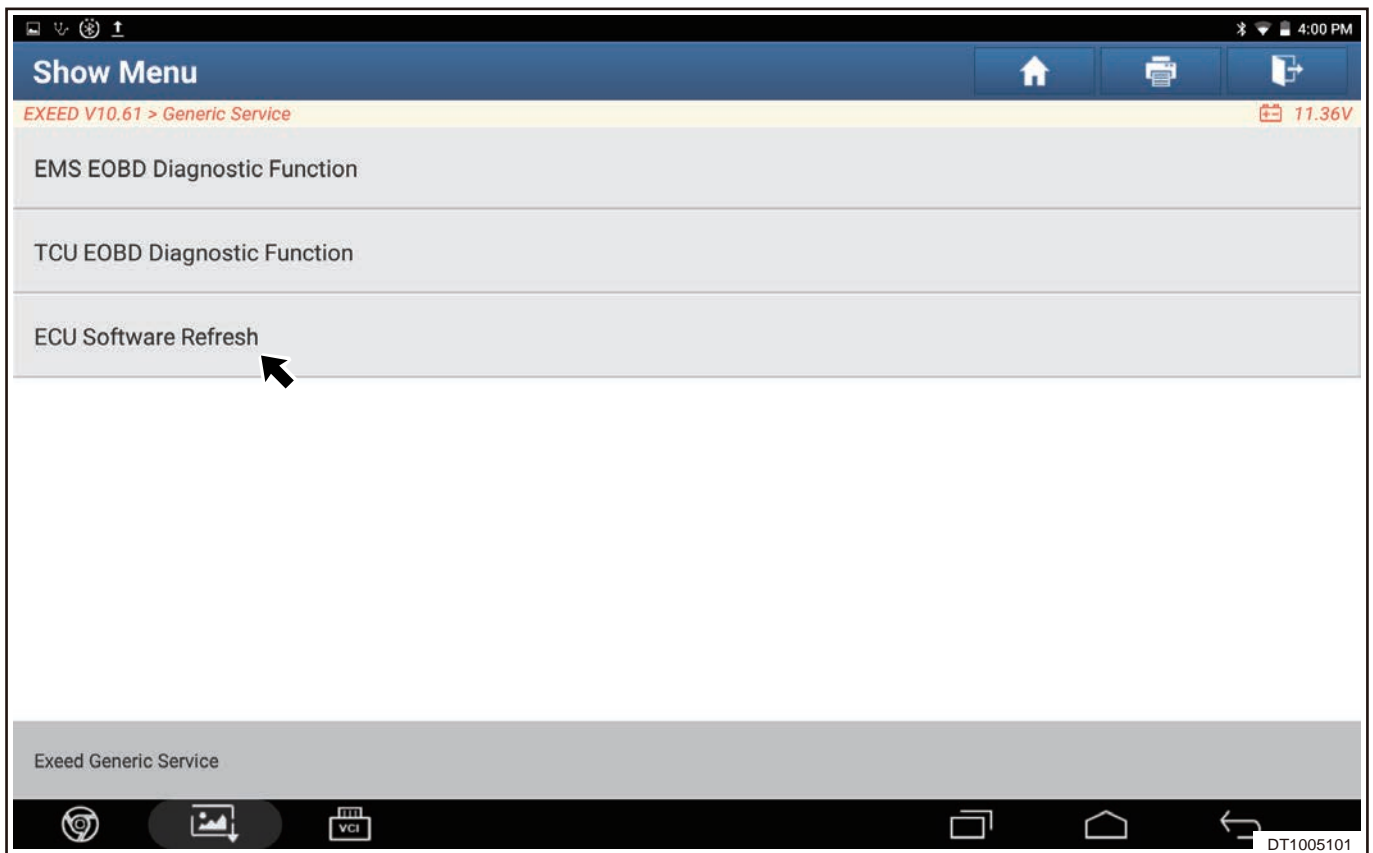 4:00 PM
Show Menu
EXEED V10.61 > Generic Service
11.36V
EMS EOBD Diagnostic Function
TCU EOBD Diagnostic Function
ECU Software Refresh
Exeed Generic Service
VCI
DT1005101